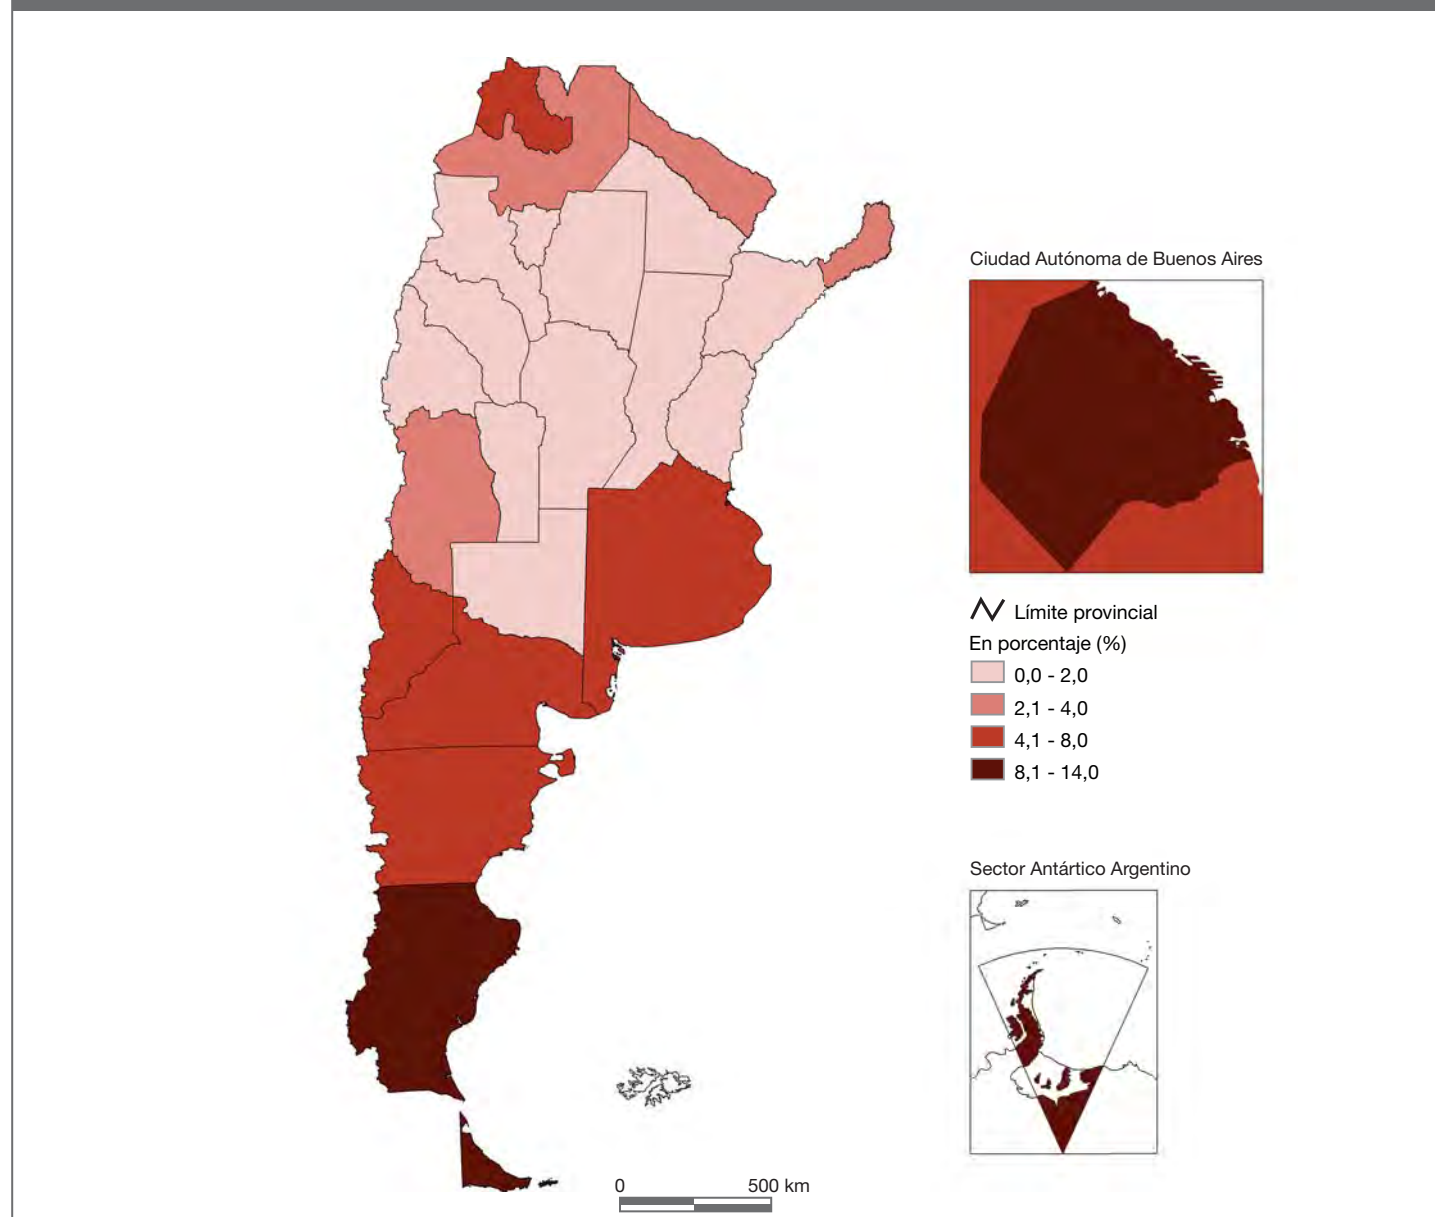 Ciudad Autónoma de Buenos Aires
Límite provincial
En porcentaje (%)
0,0 - 2,0
2,1 - 4,0
4,1 - 8,0
8,1 - 14,0
Sector Antártico Argentino
0 500 km